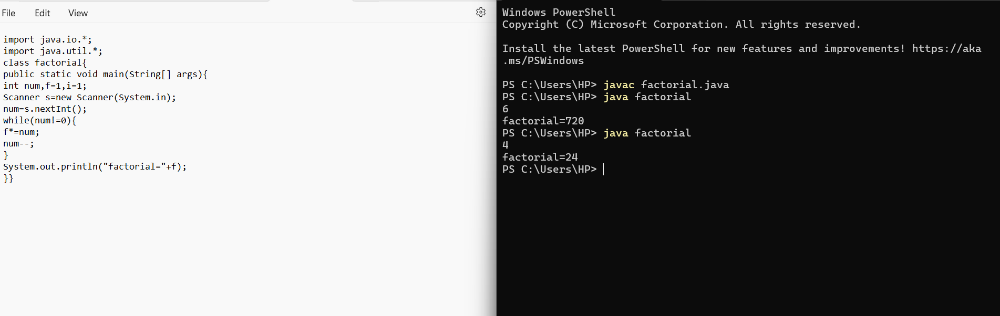 File Edit View
import java.io.*;
import java.util.*;
class factorial{
public static void main(String[] args){
int num,f=1,i=1;
Scanner s=new Scanner(System.in);
num=s.nextInt();
while(num!=0){
f*=num;
num--;
}
System.out.println("factorial="+f);
}}
Windows PowerShell
Copyright (C) Microsoft Corporation. All rights reserved.
Install the latest PowerShell for new features and improvements! https://aka
.ms/PSWindows
PS C:\Users\HP> javac factorial.java
PS C:\Users\HP> java factorial
6
factorial=720
PS C:\Users\HP> java factorial
4
factorial=24
PS C:\Users\HP>